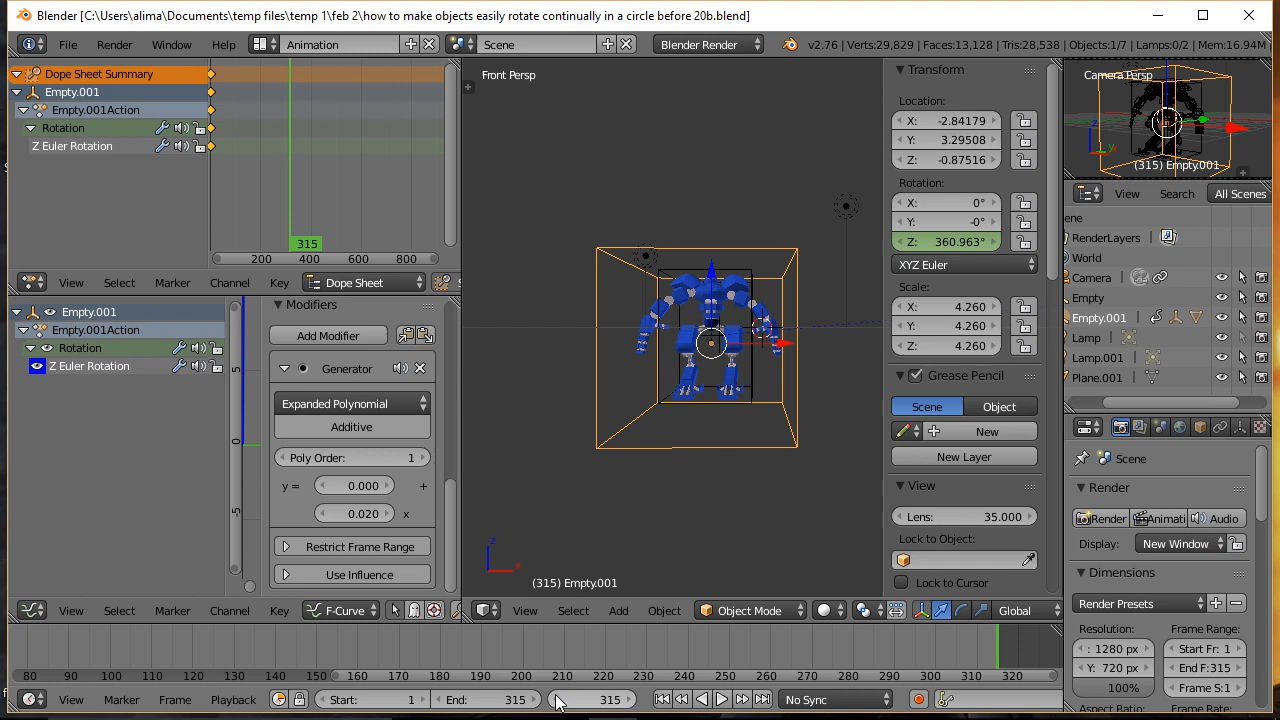 Blender [C:\Users\alima\Documents\temp files\temp 1\feb 2\how to make objects easily rotate continually in a circle before 20b.blend]
File Render Window Help Animation Scene Blender Render v2.76 | Verts:29,829 | Faces:13,128 | Tris:28,538 | Objects:1/7 | Lamps:0/2 | Mem:16.94M
Dope Sheet Summary
Empty.001
Empty.001Action
Rotation
Z Euler Rotation
315
200 400 600 800
View Select Marker Channel Key Dope Sheet
Empty.001
Empty.001Action
Rotation
Z Euler Rotation
5
0
-5
Modifiers
Add Modifier
Generator
Expanded Polynomial
Additive
Poly Order: 1
y = 0.000 +
0.020 x
Restrict Frame Range
Use Influence
View Select Marker Channel Key F-Curve
Front Persp
(315) Empty.001
View Select Add Object Object Mode Global
Transform
Location:
X: -2.84179
Y: 3.29508
Z: -0.87516
Rotation:
X: 0°
Y: -0°
Z: 360.963°
XYZ Euler
Scale:
X: 4.260
Y: 4.260
Z: 4.260
Grease Pencil
Scene Object
New
New Layer
View
Lens: 35.000
Lock to Object:
Lock to Cursor
Camera Persp
(315) Empty.001
View Search All Scenes
ene
RenderLayers
World
Camera
Empty
Empty.001
Lamp
Lamp.001
Plane.001
Scene
Render
Render Animati Audio
Display: New Window
Dimensions
Render Presets
Resolution: Frame Range:
: 1280 px Start Fr: 1
Y: 720 px End F:315
100% Frame S:1
Aspect Ratio: Frame Rate:
80 90 100 110 120 130 140 150 160 170 180 190 200 210 220 230 240 250 260 270 280 290 300 310 320
View Marker Frame Playback Start: 1 End: 315 315 No Sync